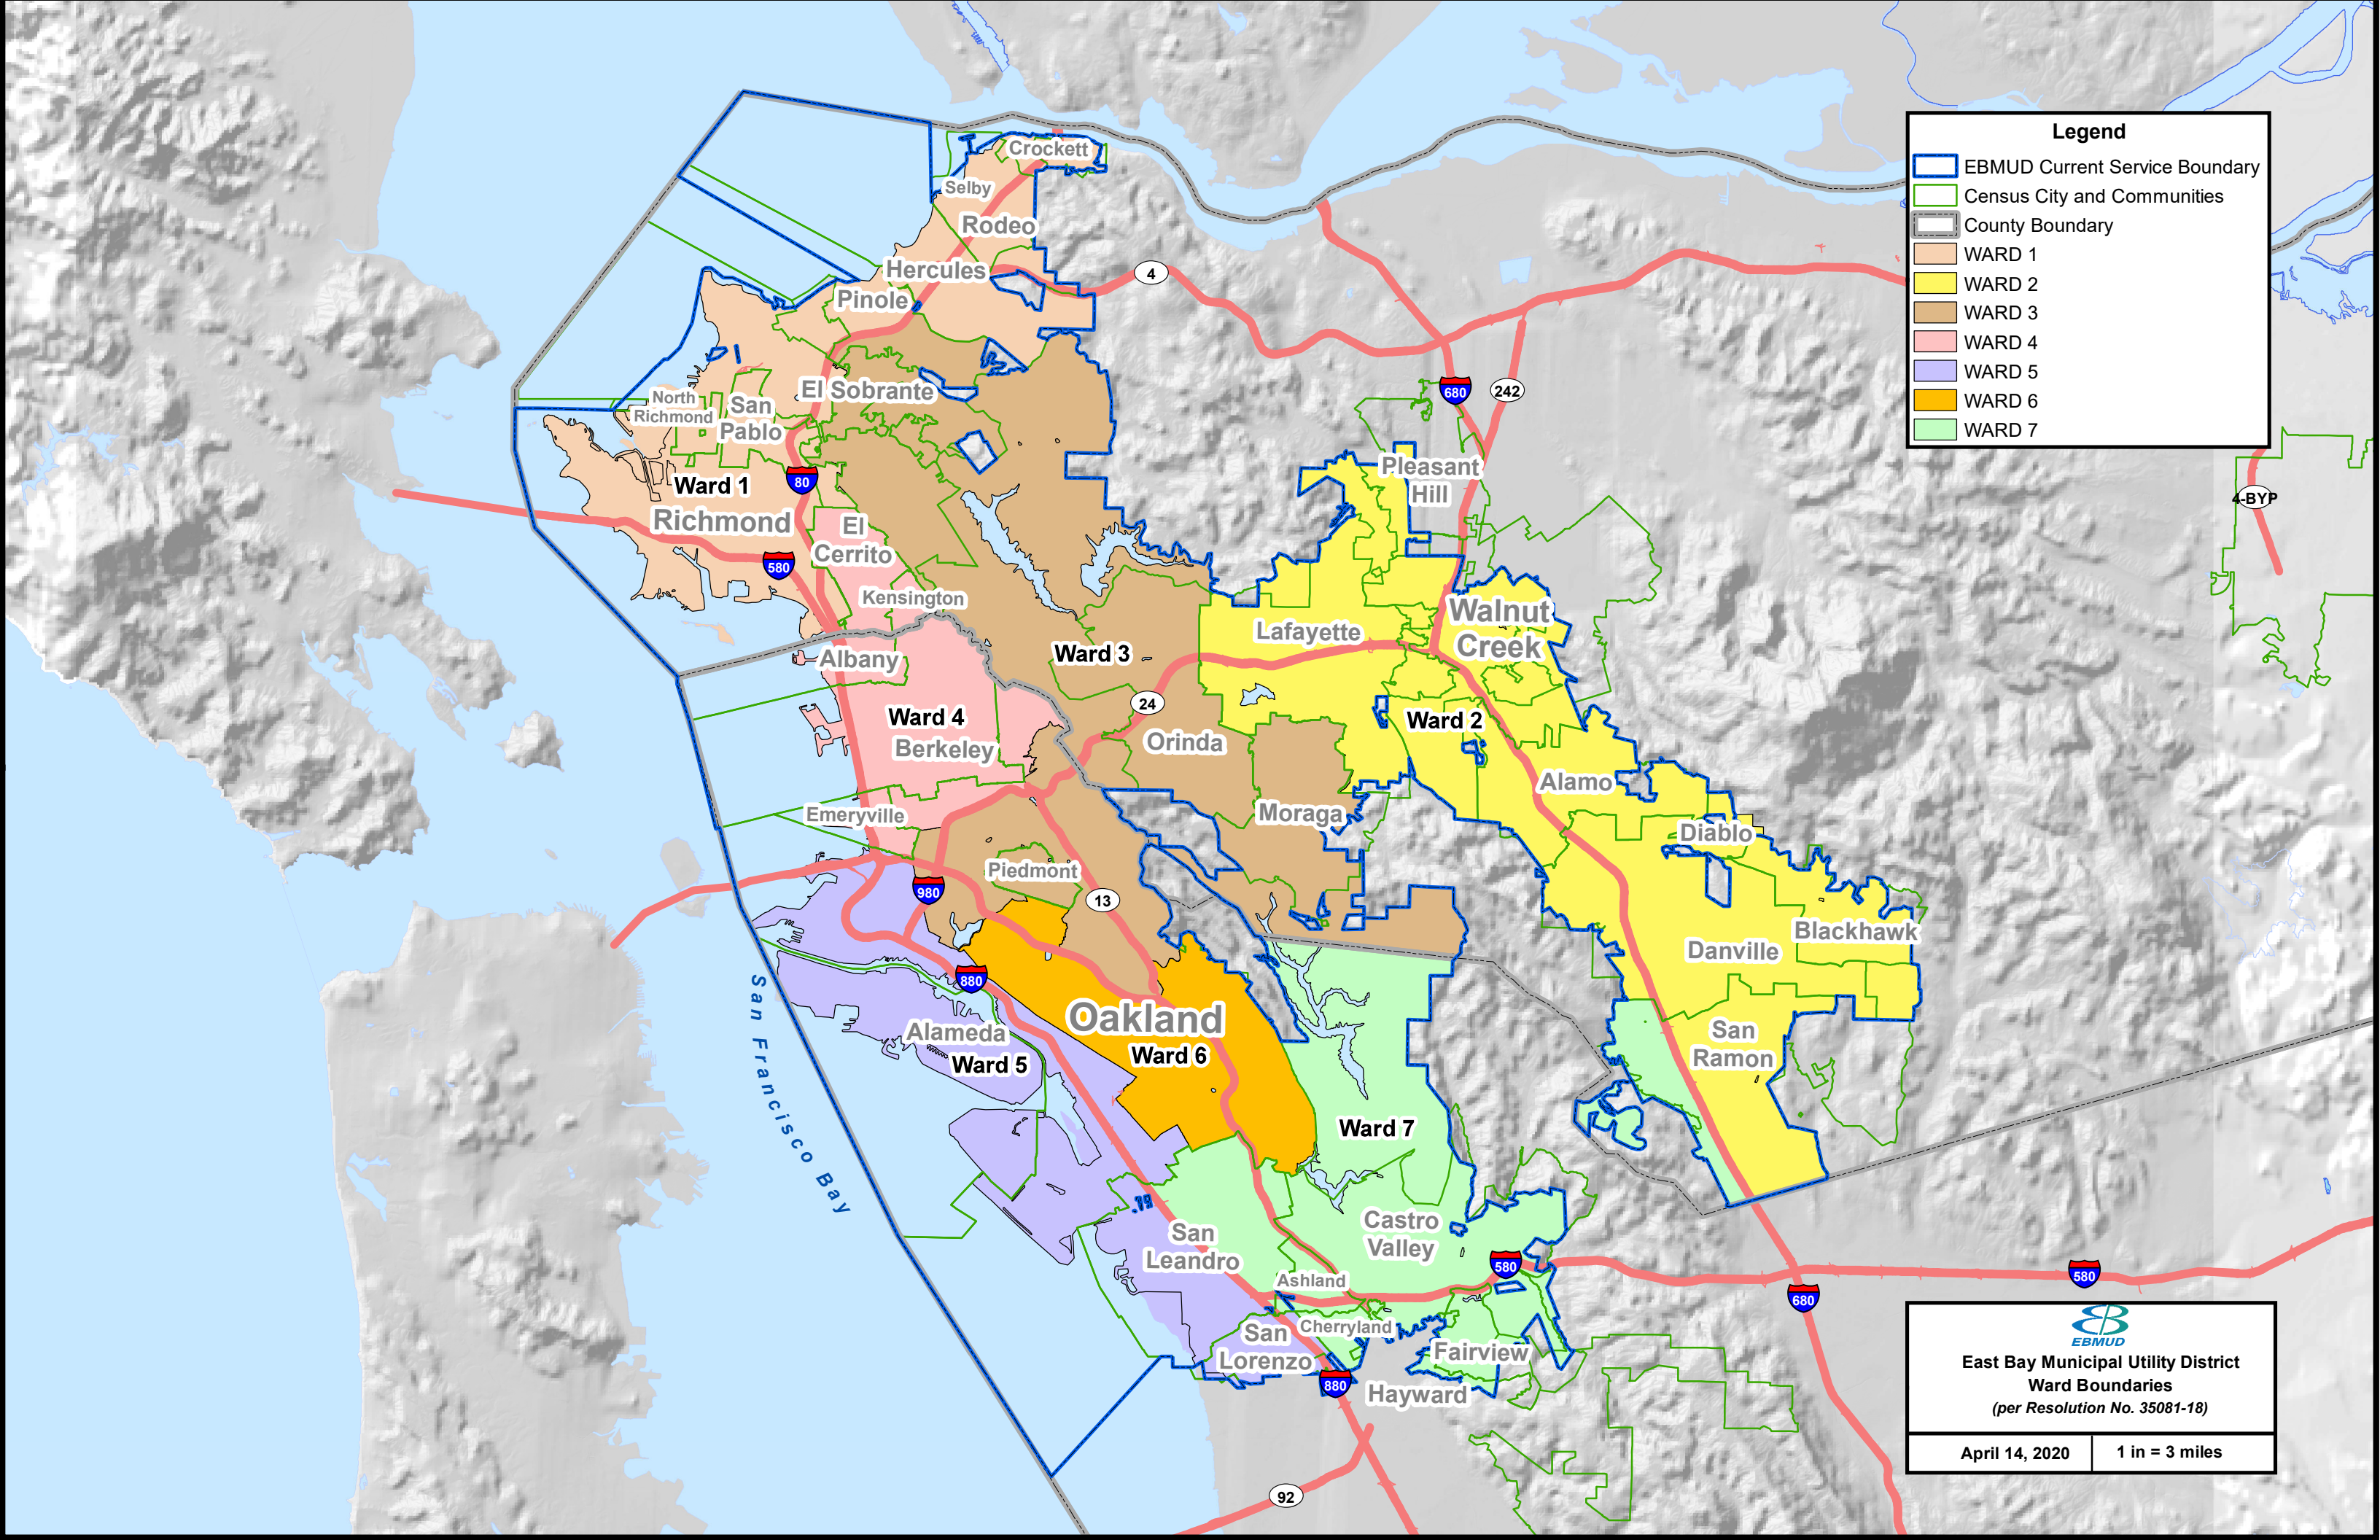 Legend
EBMUD Current Service Boundary
Census City and Communities
County Boundary
WARD 1
WARD 2
WARD 3
WARD 4
WARD 5
WARD 6
WARD 7
Crockett
Selby
Rodeo
Hercules
4
Pinole
El Sobrante
680
242
North
Richmond
San
Pablo
Pleasant
Hill
Ward 1
80
4-BYP
Richmond
El
Cerrito
580
Kensington
Walnut
Creek
Lafayette
Albany
Ward 3
24
Ward 4
Ward 2
Berkeley
Orinda
Alamo
Emeryville
Moraga
Diablo
Piedmont
980
13
Blackhawk
Danville
880
Oakland
San
Ramon
Alameda
Ward 5
Ward 6
San Francisco Bay
Ward 7
San
Leandro
Castro
Valley
580
580
Ashland
680
San
Lorenzo
Cherryland
Fairview
880
Hayward
92
EBMUD
East Bay Municipal Utility District
Ward Boundaries
(per Resolution No. 35081-18)
April 14, 2020
1 in = 3 miles